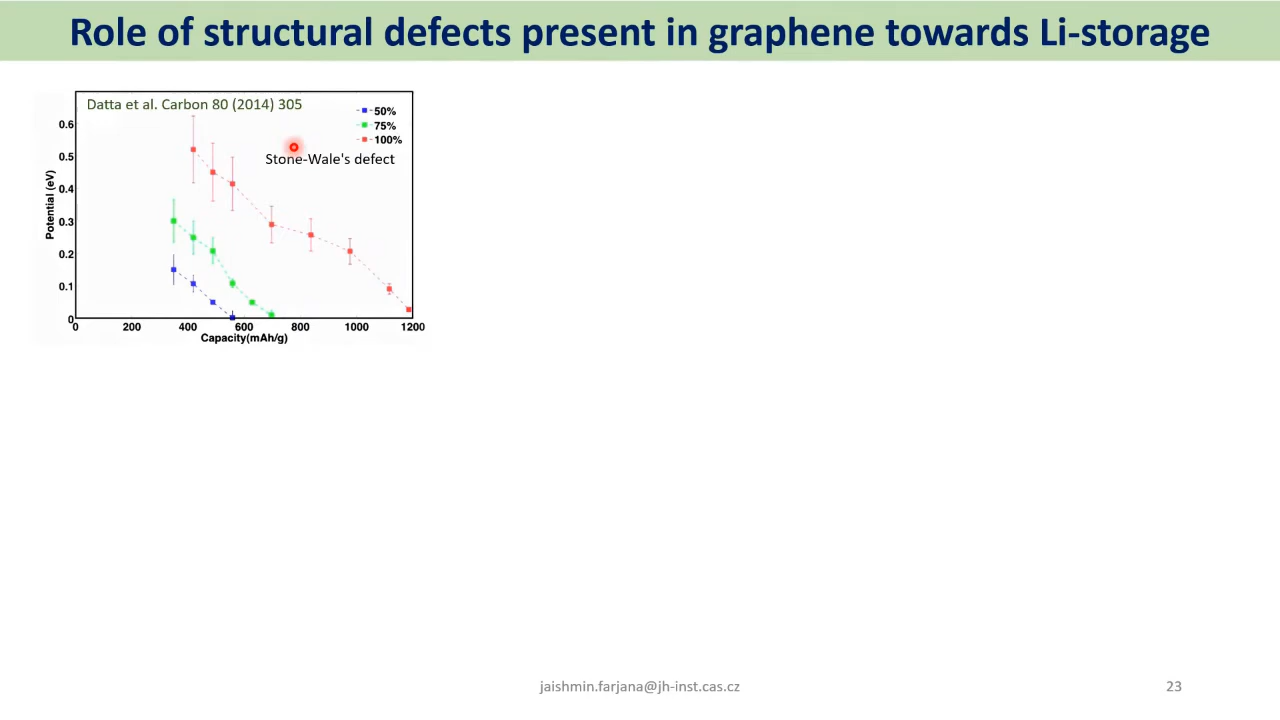 Role of structural defects present in graphene towards Li-storage
Datta et al. Carbon 80 (2014) 305
50%
75%
100%
Stone-Wale's defect
Potential (eV)
0.6
0.5
0.4
0.3
0.2
0.1
0
0 200 400 600 800 1000 1200
Capacity(mAh/g)
jaishmin.farjana@jh-inst.cas.cz
23